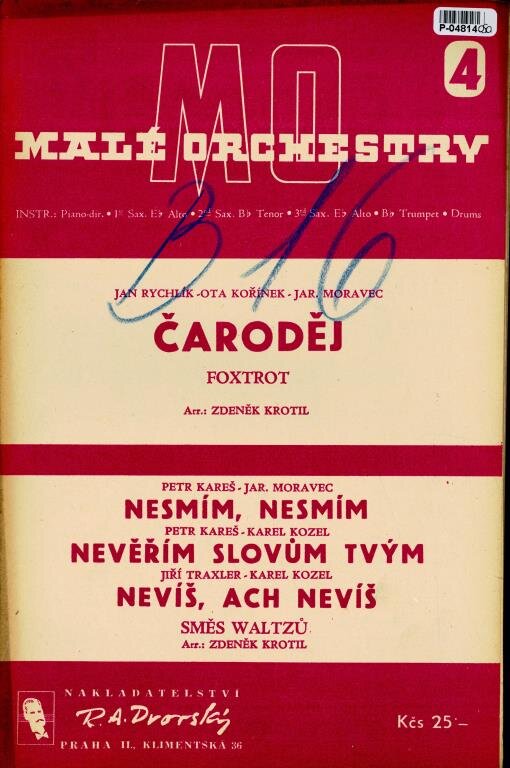 P-04814
4
MO
MALÉ ORCHESTRY
INSTR.: Piano-dir. • 1st Sax. E♭ Alto • 2nd Sax. B♭ Tenor • 3rd Sax. E♭ Alto • B♭ Trumpet • Drums
B 16
JAN RYCHLÍK - OTA KOŘÍNEK - JAR. MORAVEC
ČARODĚJ
FOXTROT
Arr.: ZDENĚK KROTIL
PETR KAREŠ - JAR. MORAVEC
NESMÍM, NESMÍM
PETR KAREŠ - KAREL KOZEL
NEVĚŘÍM SLOVŮM TVÝM
JIŘÍ TRAXLER - KAREL KOZEL
NEVÍŠ, ACH NEVÍŠ
SMĚS WALTZŮ
Arr.: ZDENĚK KROTIL
NAKLADATELSTVÍ
R. A. Dvorský
PRAHA II., KLIMENTSKÁ 36
Kčs 25·–